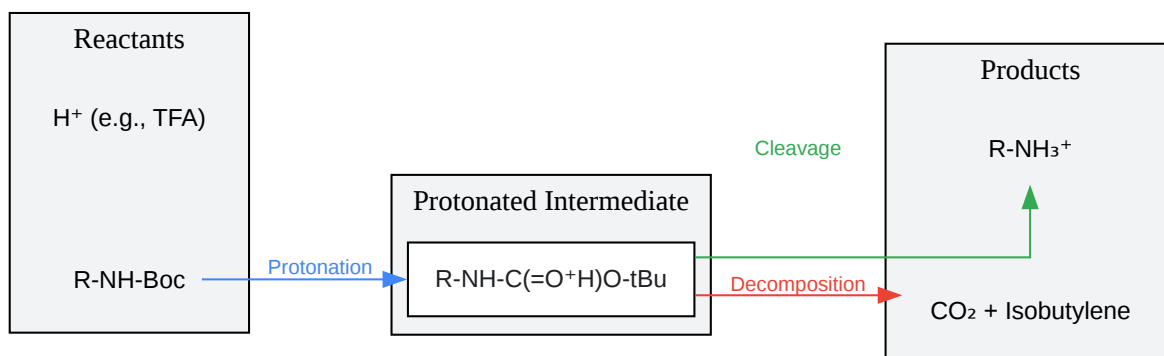 Reactants
H⁺ (e.g., TFA)
R-NH-Boc
Protonation
Protonated Intermediate
R-NH-C(=O⁺H)O-tBu
Cleavage
Decomposition
Products
R-NH₃⁺
CO₂ + Isobutylene